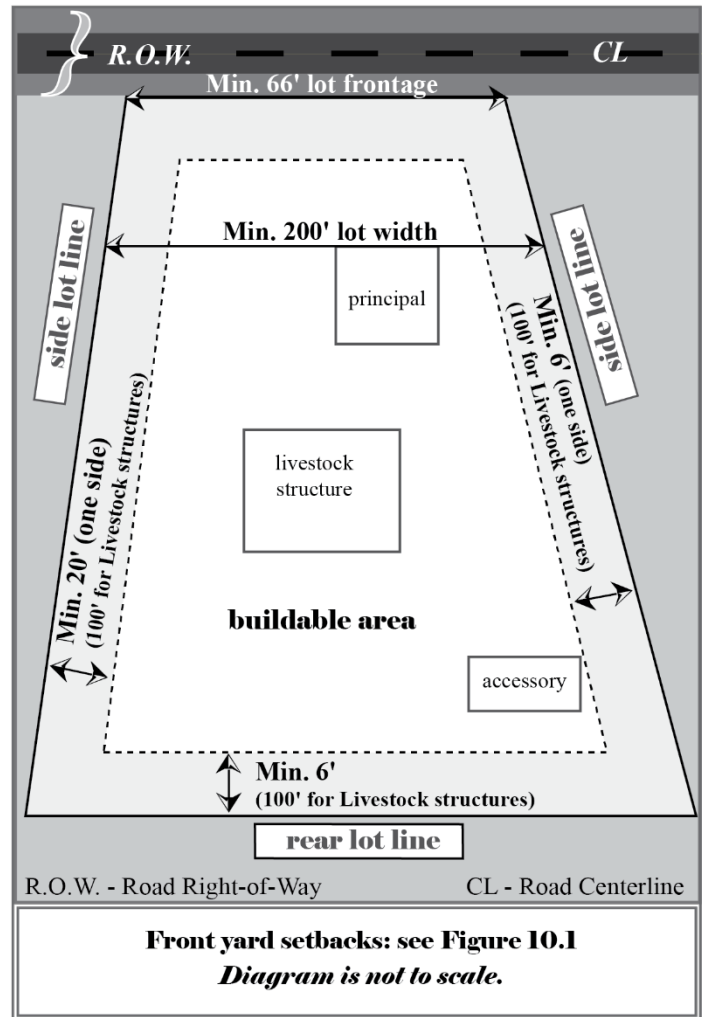 R.O.W.
CL
Min. 66' lot frontage
Min. 200' lot width
side lot line
side lot line
principal
Min. 6' (one side)
(100' for Livestock structures)
livestock
structure
Min. 20' (one side)
(100' for Livestock structures)
buildable area
accessory
Min. 6'
(100' for Livestock structures)
rear lot line
R.O.W. - Road Right-of-Way
CL - Road Centerline
Front yard setbacks: see Figure 10.1
Diagram is not to scale.